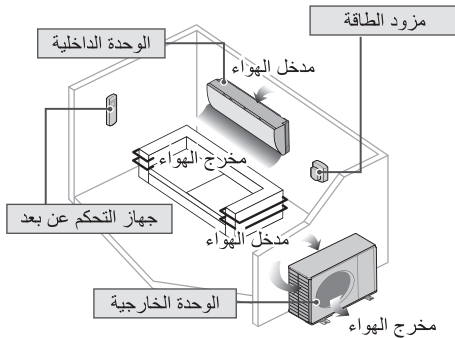 مزود الطاقة
الوحدة الداخلية
مدخل الهواء
مخرج الهواء
جهاز التحكم عن بعد
مدخل الهواء
الوحدة الخارجية
مخرج الهواء